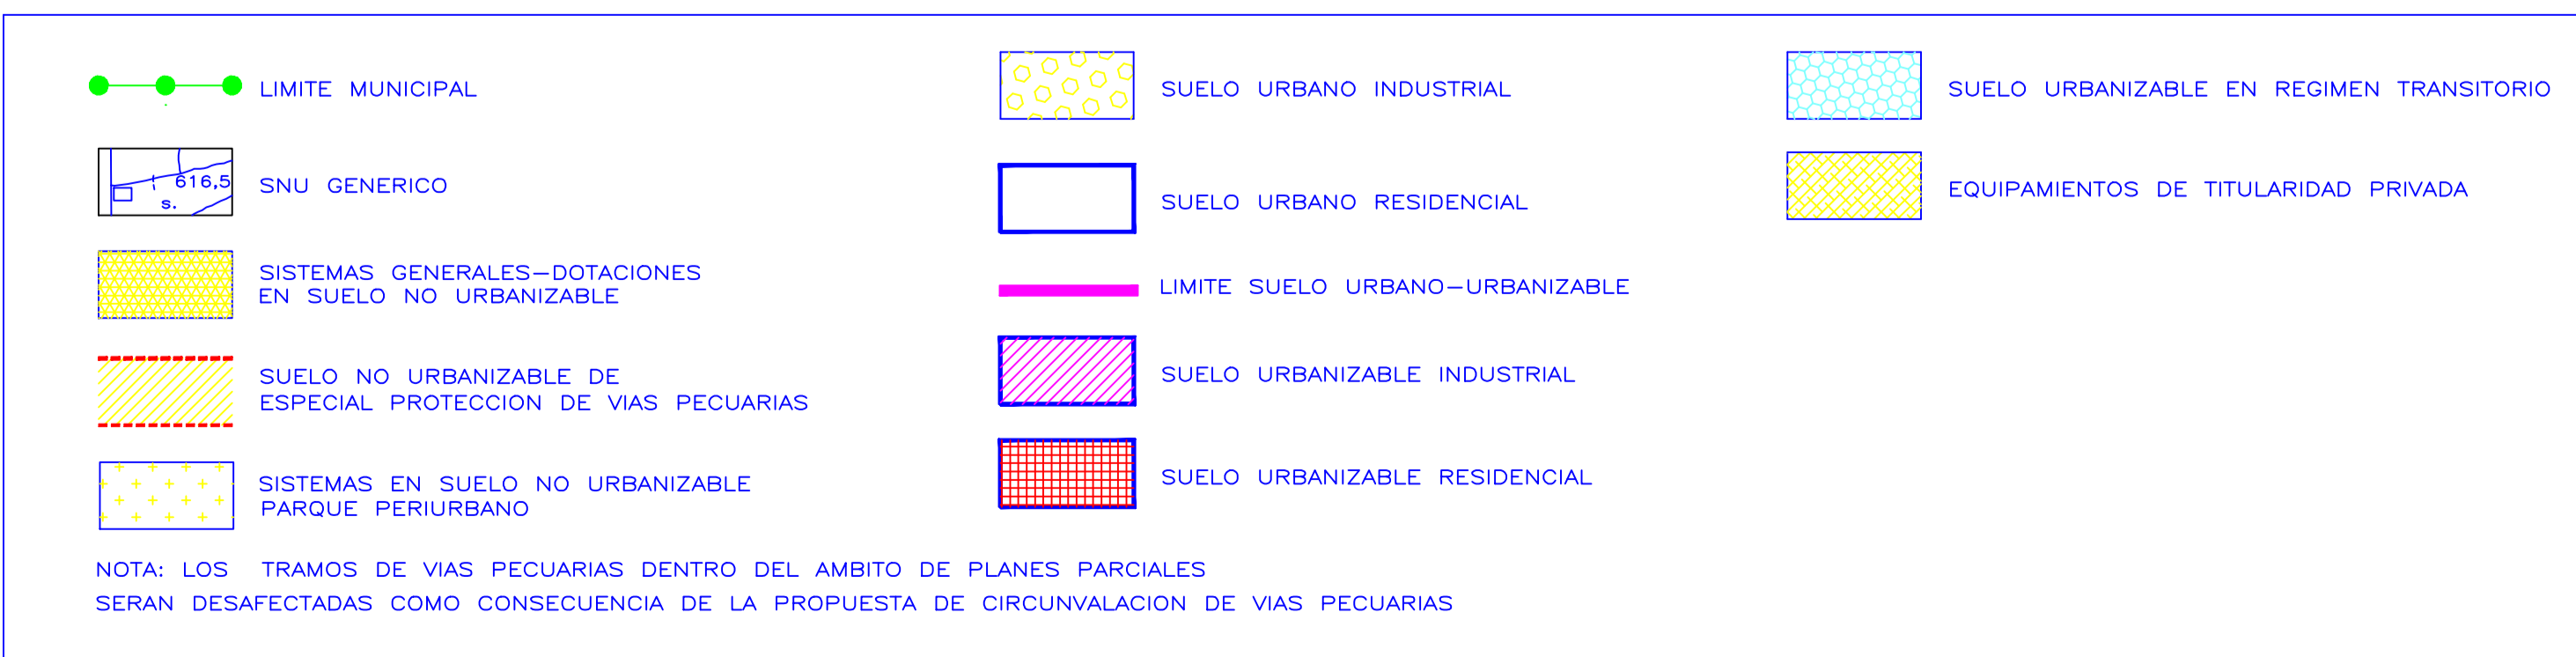 LIMITE MUNICIPAL
616,5
s.
SNU GENERICO
SISTEMAS GENERALES-DOTACIONES
EN SUELO NO URBANIZABLE
SUELO NO URBANIZABLE DE
ESPECIAL PROTECCION DE VIAS PECUARIAS
SISTEMAS EN SUELO NO URBANIZABLE
PARQUE PERIURBANO
SUELO URBANO INDUSTRIAL
SUELO URBANO RESIDENCIAL
LIMITE SUELO URBANO-URBANIZABLE
SUELO URBANIZABLE INDUSTRIAL
SUELO URBANIZABLE RESIDENCIAL
SUELO URBANIZABLE EN REGIMEN TRANSITORIO
EQUIPAMIENTOS DE TITULARIDAD PRIVADA
NOTA: LOS TRAMOS DE VIAS PECUARIAS DENTRO DEL AMBITO DE PLANES PARCIALES
SERAN DESAFECTADAS COMO CONSECUENCIA DE LA PROPUESTA DE CIRCUNVALACION DE VIAS PECUARIAS